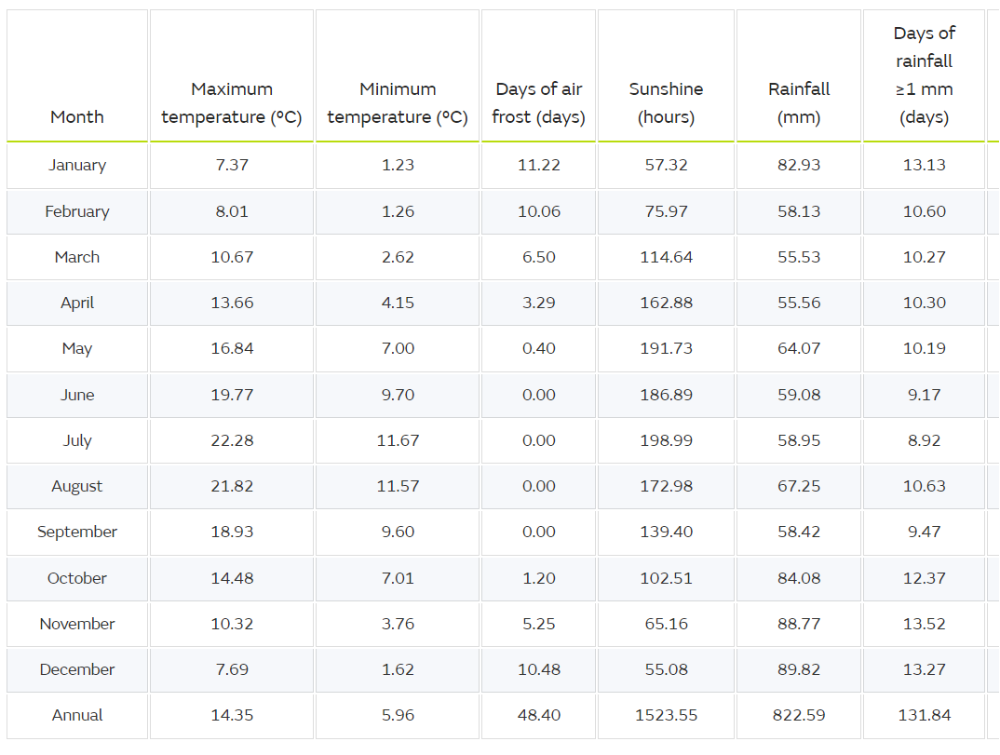 Month Maximum temperature (°C) Minimum temperature (°C) Days of air frost (days) Sunshine (hours) Rainfall (mm) Days of rainfall ≥1 mm (days)
January 7.37 1.23 11.22 57.32 82.93 13.13
February 8.01 1.26 10.06 75.97 58.13 10.60
March 10.67 2.62 6.50 114.64 55.53 10.27
April 13.66 4.15 3.29 162.88 55.56 10.30
May 16.84 7.00 0.40 191.73 64.07 10.19
June 19.77 9.70 0.00 186.89 59.08 9.17
July 22.28 11.67 0.00 198.99 58.95 8.92
August 21.82 11.57 0.00 172.98 67.25 10.63
September 18.93 9.60 0.00 139.40 58.42 9.47
October 14.48 7.01 1.20 102.51 84.08 12.37
November 10.32 3.76 5.25 65.16 88.77 13.52
December 7.69 1.62 10.48 55.08 89.82 13.27
Annual 14.35 5.96 48.40 1523.55 822.59 131.84